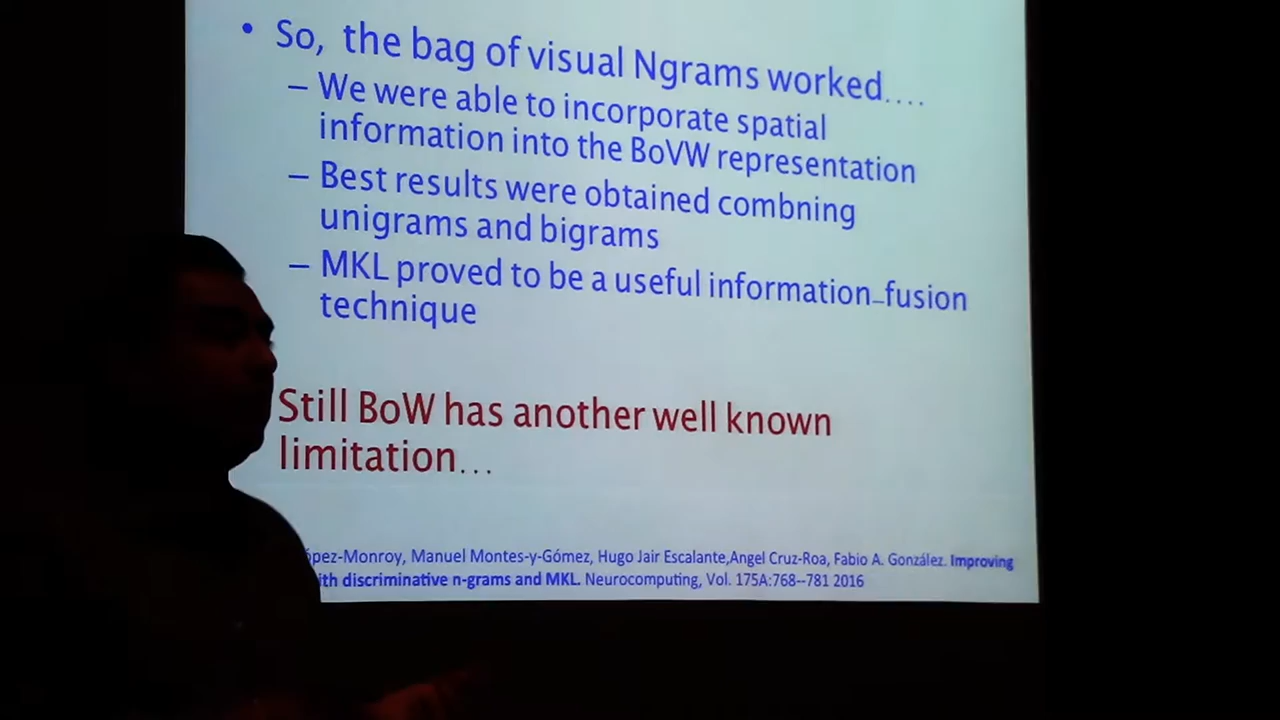 • So, the bag of visual Ngrams worked....
– We were able to incorporate spatial
information into the BoVW representation
– Best results were obtained combning
unigrams and bigrams
– MKL proved to be a useful information–fusion
technique
Still BoW has another well known
limitation...
Manuel Montes-y-Gómez, Hugo Jair Escalante,Angel Cruz-Roa, Fabio A. González. Improving
discriminative n-grams and MKL. Neurocomputing, Vol. 175A:768--781 2016